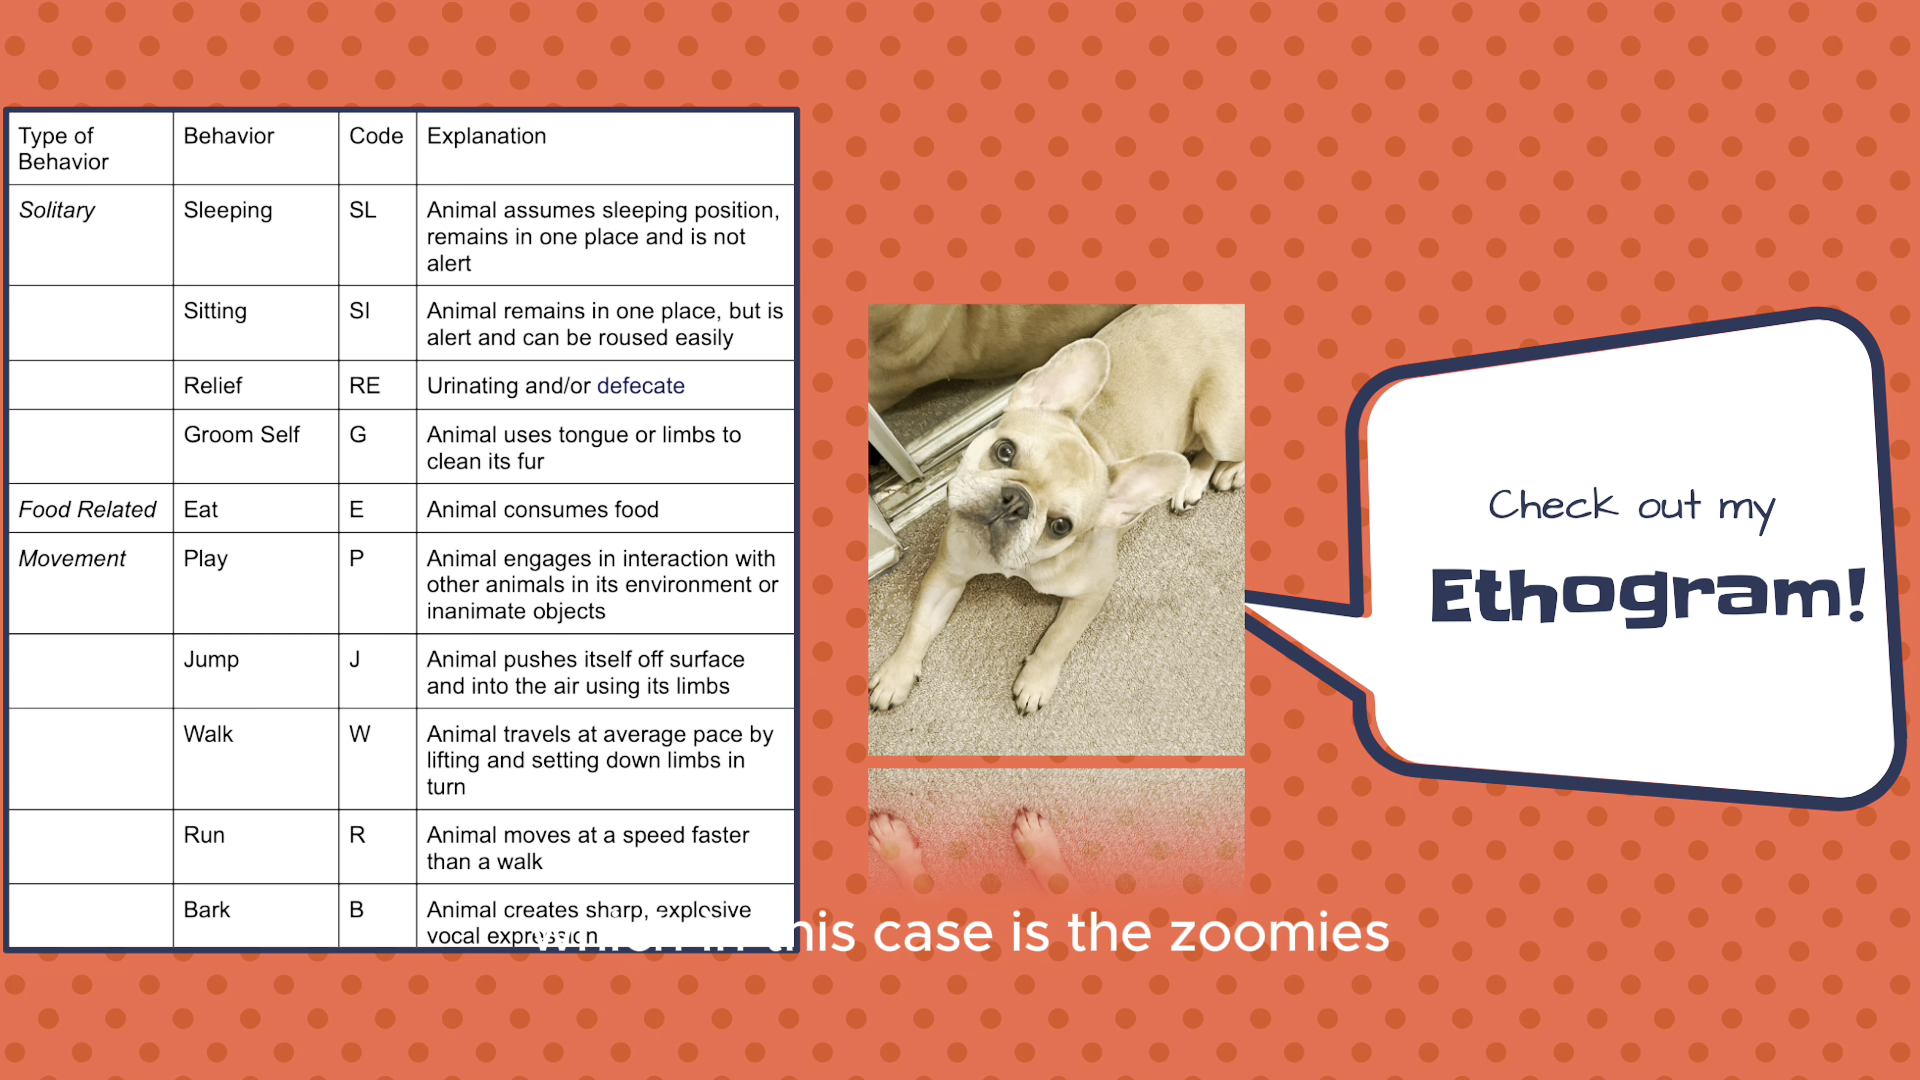 Type of Behavior Code Explanation
Behavior
Solitary Sleeping SL Animal assumes sleeping position,
remains in one place and is not
alert
Sitting SI Animal remains in one place, but is
alert and can be roused easily
Relief RE Urinating and/or defecate
Groom Self G Animal uses tongue or limbs to
clean its fur
Food Related Eat E Animal consumes food
Movement Play P Animal engages in interaction with
other animals in its environment or
inanimate objects
Jump J Animal pushes itself off surface
and into the air using its limbs
Walk W Animal travels at average pace by
lifting and setting down limbs in
turn
Run R Animal moves at a speed faster
than a walk
Bark B Animal creates sharp, explosive
vocal expression
Check out my
Ethogram!
which in this case is the zoomies